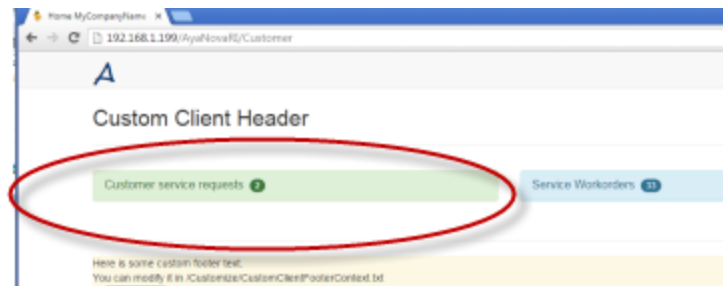 Home MyCompanyName
192.168.1.199/AyaNovaRI/Customer
A
Custom Client Header
Customer service requests 2
Service Workorders 33
Here is some custom footer text.
You can modify it in /Customize/CustomClientFooterContext.txt